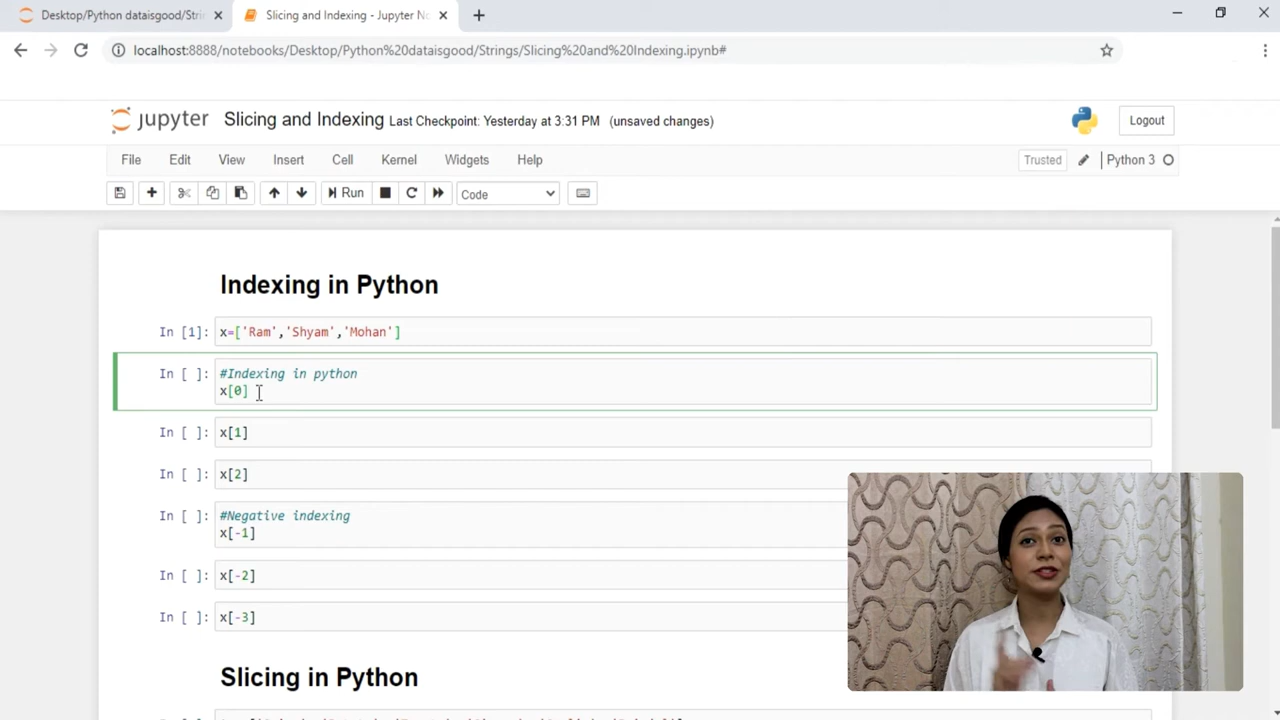 Desktop/Python dataisgood/Stri
Slicing and Indexing - Jupyter No
localhost:8888/notebooks/Desktop/Python%20dataisgood/Strings/Slicing%20and%20Indexing.ipynb#
jupyter Slicing and Indexing Last Checkpoint: Yesterday at 3:31 PM (unsaved changes)
Logout
File Edit View Insert Cell Kernel Widgets Help
Trusted
Python 3
Run
Code
Indexing in Python
In [1]: x=['Ram','Shyam','Mohan']
In [ ]: #Indexing in python
x[0]
In [ ]: x[1]
In [ ]: x[2]
In [ ]: #Negative indexing
x[-1]
In [ ]: x[-2]
In [ ]: x[-3]
Slicing in Python